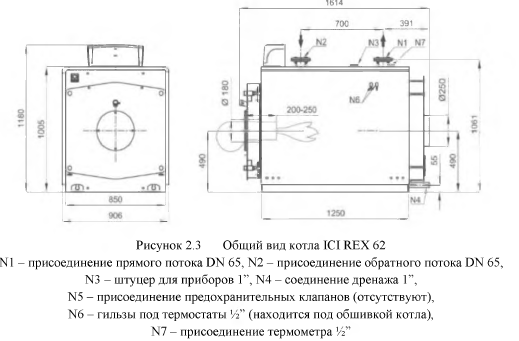 1614
700
391
N2
N3
N1
N7
1180
1005
Ø 180
200-250
N6
Ø250
1061
490
55
490
N4
850
906
1250
Рисунок 2.3 Общий вид котла ICI REX 62
N1 – присоединение прямого потока DN 65, N2 – присоединение обратного потока DN 65,
N3 – штуцер для приборов 1”, N4 – соединение дренажа 1”,
N5 – присоединение предохранительных клапанов (отсутствуют),
N6 – гильзы под термостаты ½” (находится под обшивкой котла),
N7 – присоединение термометра ½”